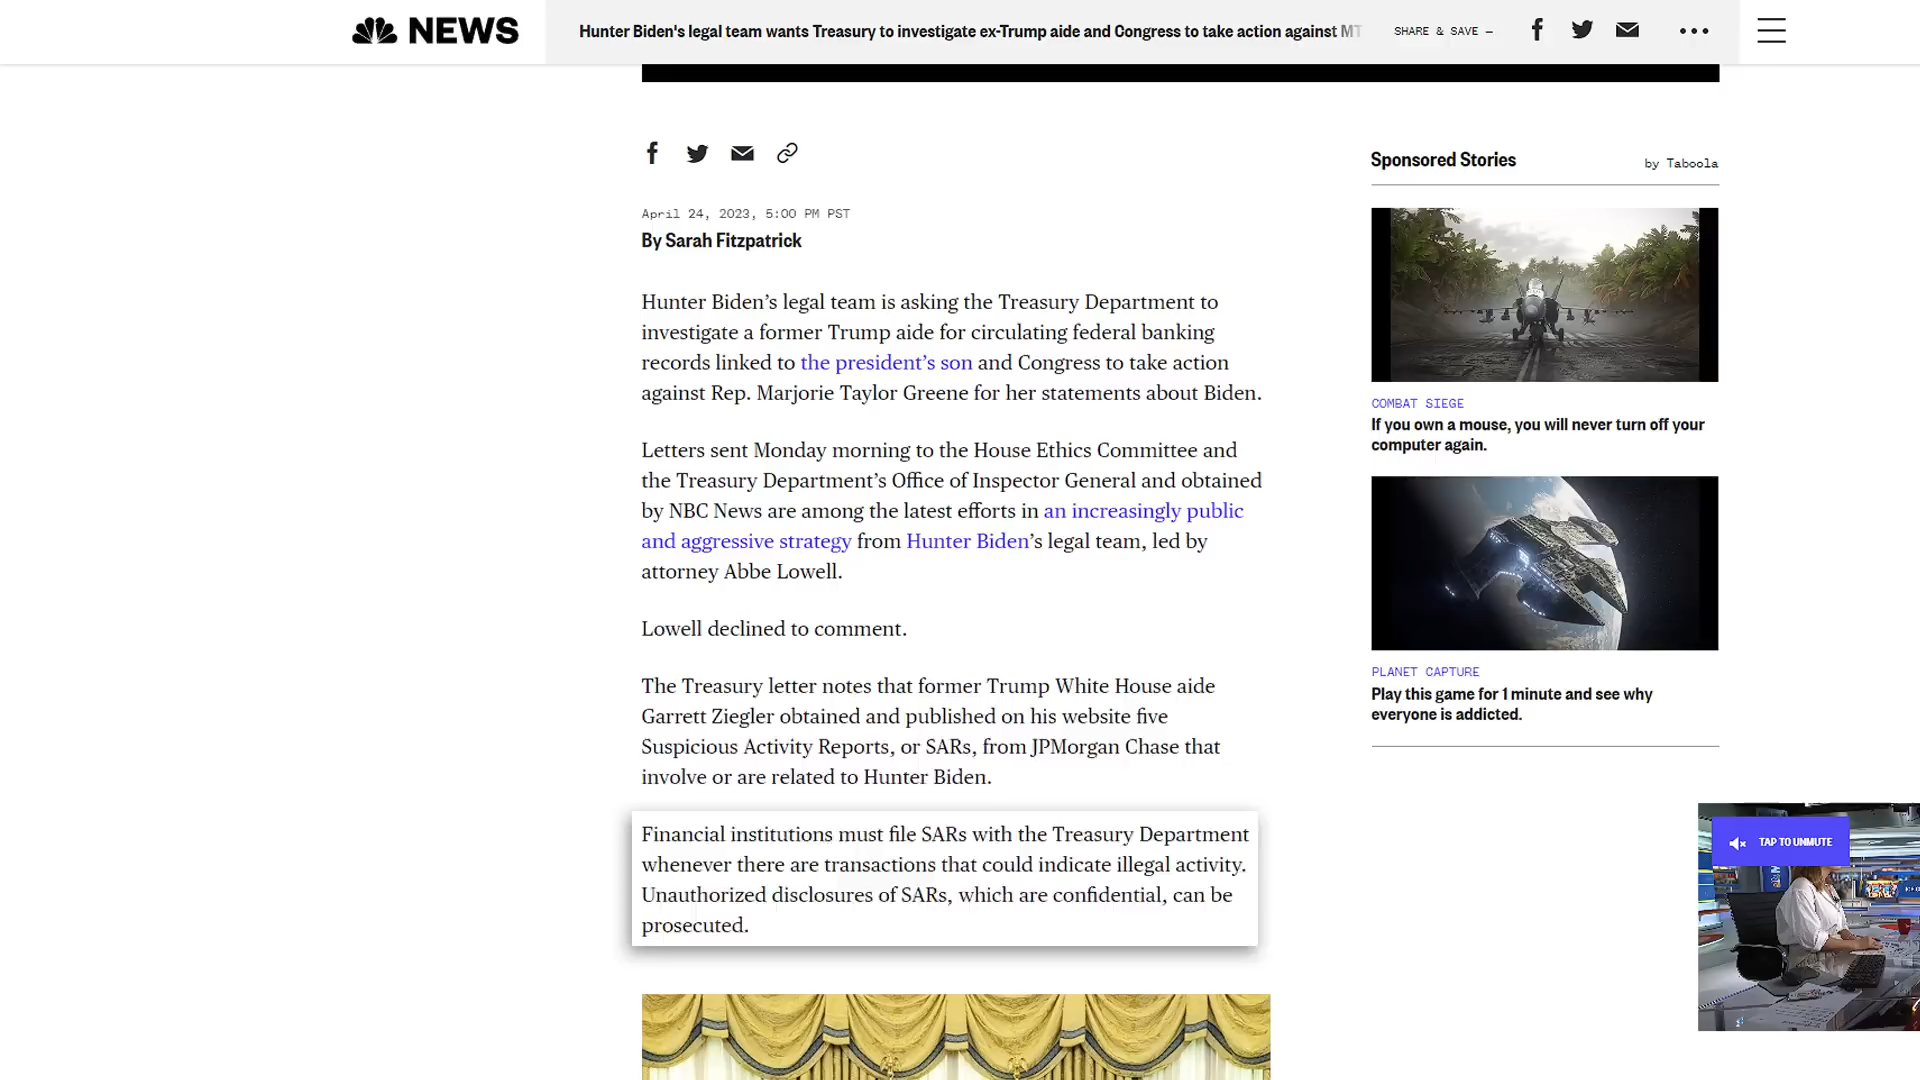 NEWS
Hunter Biden's legal team wants Treasury to investigate ex-Trump aide and Congress to take action against MT
SHARE & SAVE —
April 24, 2023, 5:00 PM PST
By Sarah Fitzpatrick
Hunter Biden’s legal team is asking the Treasury Department to
investigate a former Trump aide for circulating federal banking
records linked to the president’s son and Congress to take action
against Rep. Marjorie Taylor Greene for her statements about Biden.
Letters sent Monday morning to the House Ethics Committee and
the Treasury Department’s Office of Inspector General and obtained
by NBC News are among the latest efforts in an increasingly public
and aggressive strategy from Hunter Biden’s legal team, led by
attorney Abbe Lowell.
Lowell declined to comment.
The Treasury letter notes that former Trump White House aide
Garrett Ziegler obtained and published on his website five
Suspicious Activity Reports, or SARs, from JPMorgan Chase that
involve or are related to Hunter Biden.
Financial institutions must file SARs with the Treasury Department
whenever there are transactions that could indicate illegal activity.
Unauthorized disclosures of SARs, which are confidential, can be
prosecuted.
Sponsored Stories
by Taboola
COMBAT SIEGE
If you own a mouse, you will never turn off your
computer again.
PLANET CAPTURE
Play this game for 1 minute and see why
everyone is addicted.
TAP TO UNMUTE